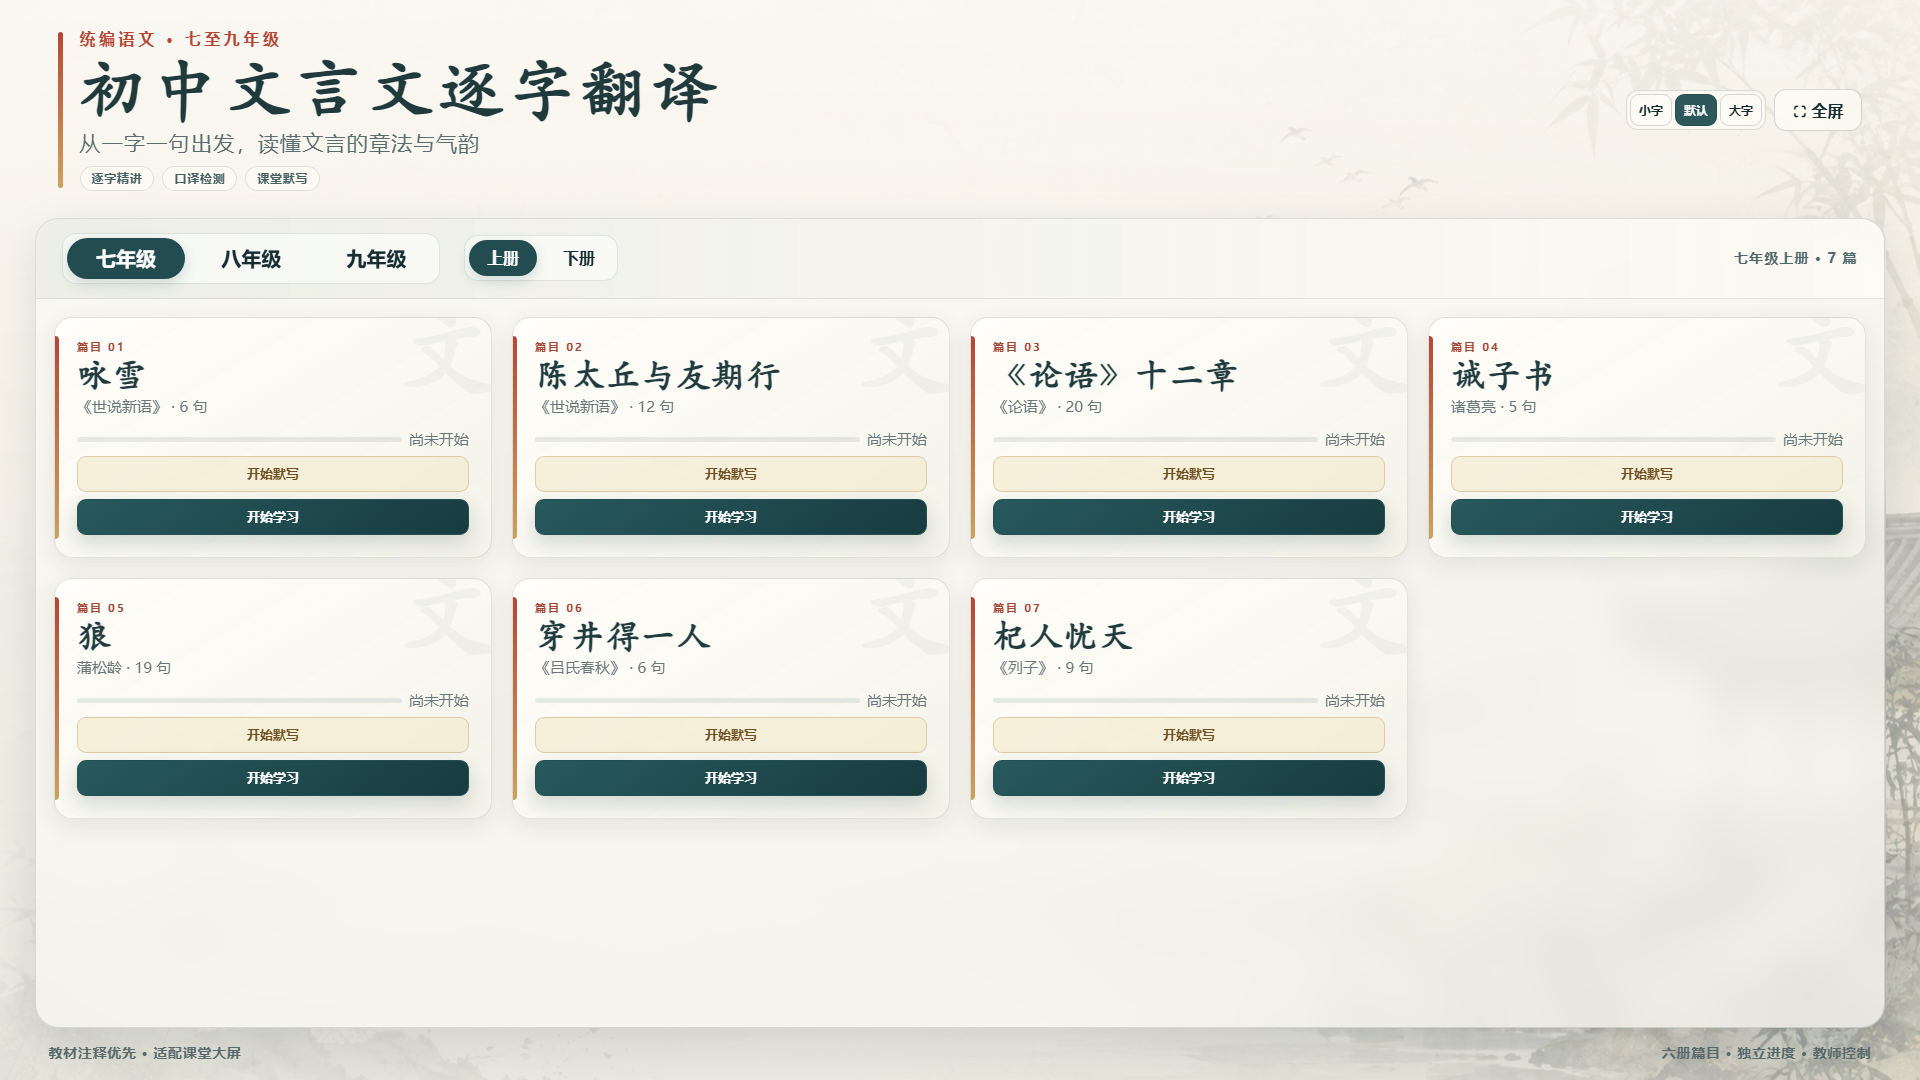 统编语文 • 七至九年级
初中文言文逐字翻译
从一字一句出发，读懂文言的章法与气韵
逐字精讲 口译检测 课堂默写
小字 默认 大字 全屏
七年级 八年级 九年级 上册 下册 七年级上册 • 7 篇
篇目 01
咏雪
《世说新语》 · 6 句
尚未开始
开始默写
开始学习
文
篇目 02
陈太丘与友期行
《世说新语》 · 12 句
尚未开始
开始默写
开始学习
文
篇目 03
《论语》十二章
《论语》 · 20 句
尚未开始
开始默写
开始学习
文
篇目 04
诫子书
诸葛亮 · 5 句
尚未开始
开始默写
开始学习
文
篇目 05
狼
蒲松龄 · 19 句
尚未开始
开始默写
开始学习
文
篇目 06
穿井得一人
《吕氏春秋》 · 6 句
尚未开始
开始默写
开始学习
文
篇目 07
杞人忧天
《列子》 · 9 句
尚未开始
开始默写
开始学习
文
教材注释优先 • 适配课堂大屏
六册篇目 • 独立进度 • 教师控制